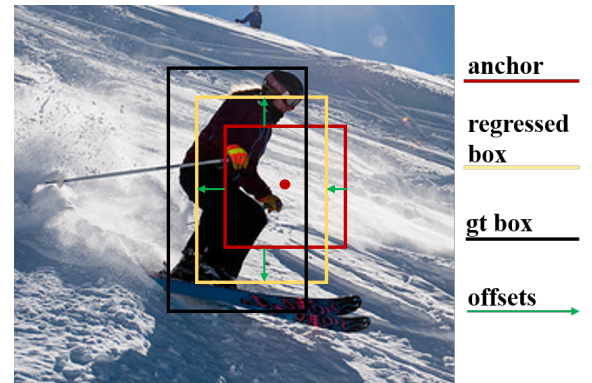 anchor
regressed
box
gt box
offsets